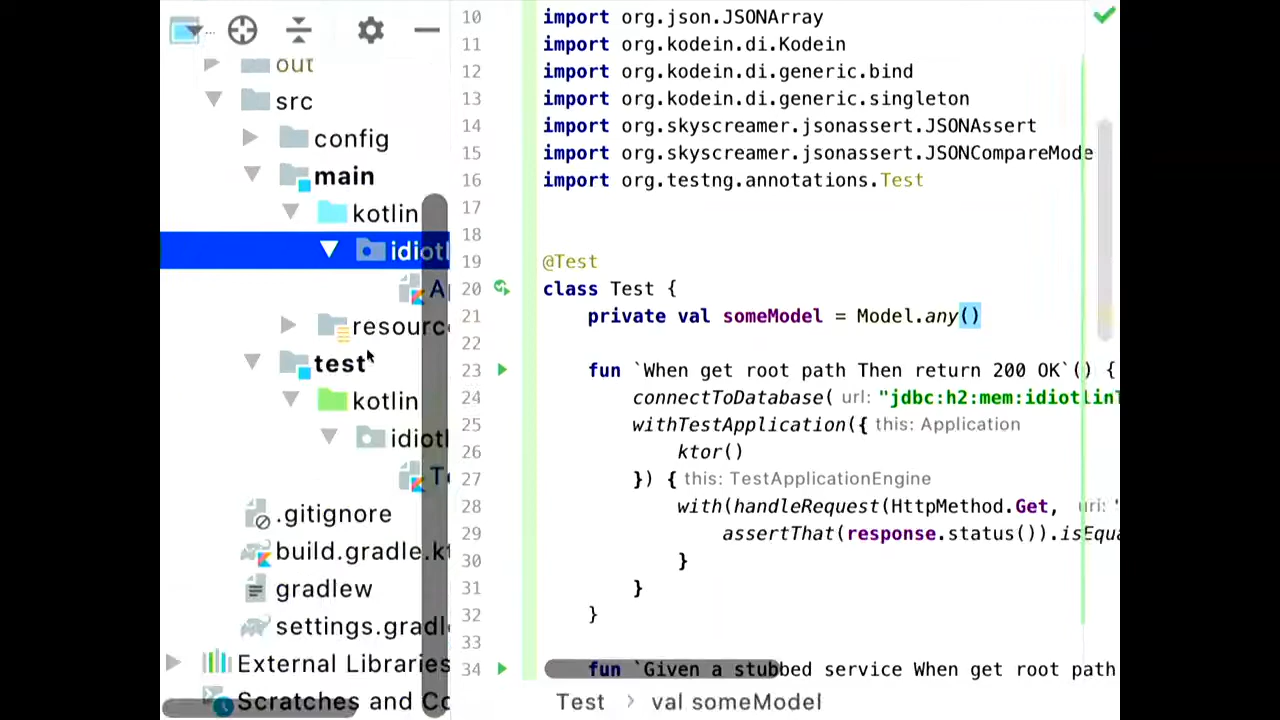 ...
out
src
config
main
kotlin
idiotl
A
resourc
test
kotlin
idiotl
.gitignore
build.gradle.kt
gradlew
settings.gradl
External Libraries
Scratches and Co
10 import org.json.JSONArray
11 import org.kodein.di.Kodein
12 import org.kodein.di.generic.bind
13 import org.kodein.di.generic.singleton
14 import org.skyscreamer.jsonassert.JSONAssert
15 import org.skyscreamer.jsonassert.JSONCompareMode
16 import org.testng.annotations.Test
17
18
19 @Test
20 class Test {
21 private val someModel = Model.any()
22
23 fun `When get root path Then return 200 OK`() {
24 connectToDatabase( url: "jdbc:h2:mem:idiotlinT
25 withTestApplication({ this: Application
26 ktor()
27 }) { this: TestApplicationEngine
28 with(handleRequest(HttpMethod.Get, uri: "
29 assertThat(response.status()).isEqua
30 }
31 }
32 }
33
34 fun `Given a stubbed service When get root path
Test > val someModel